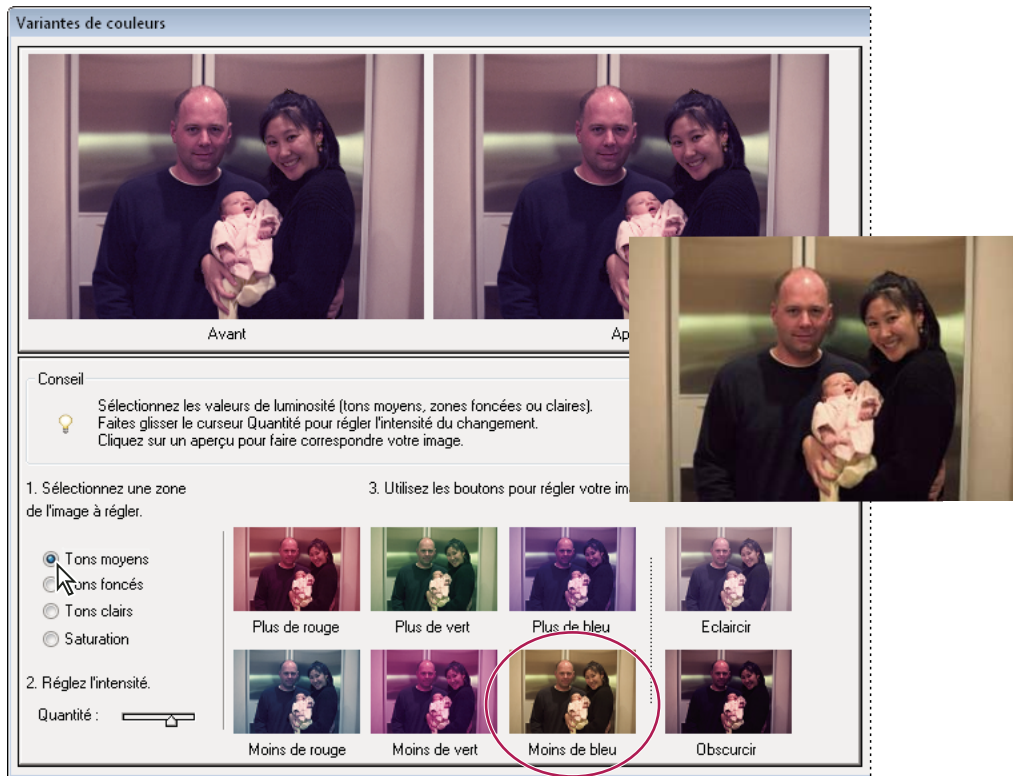 Variantes de couleurs
Avant
Ap
Conseil
Sélectionnez les valeurs de luminosité (tons moyens, zones foncées ou claires).
Faites glisser le curseur Quantité pour régler l'intensité du changement.
Cliquez sur un aperçu pour faire correspondre votre image.
1. Sélectionnez une zone
de l'image à régler.
3. Utilisez les boutons pour régler votre ima
Tons moyens
ons foncés
Tons clairs
Saturation
2. Réglez l'intensité.
Quantité :
Plus de rouge
Plus de vert
Plus de bleu
Eclaircir
Moins de rouge
Moins de vert
Moins de bleu
Obscurcir